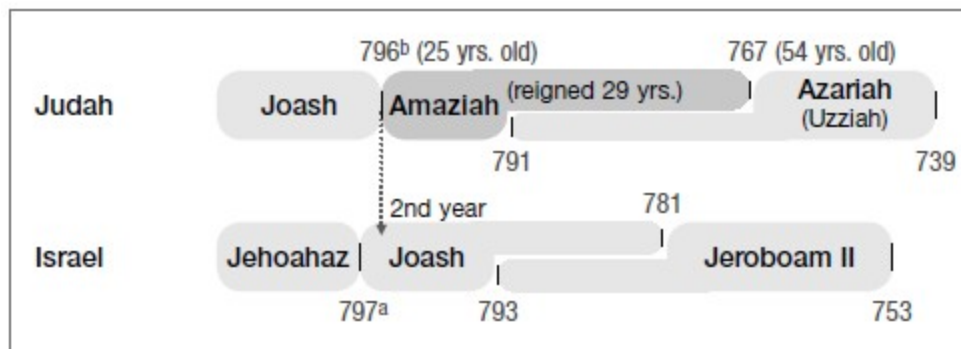 796ᵇ (25 yrs. old) 767 (54 yrs. old)
Judah Joash Amaziah (reigned 29 yrs.) Azariah
(Uzziah)
791 739
2nd year 781
Israel Jehoahaz Joash Jeroboam II
797ᵃ 793 753